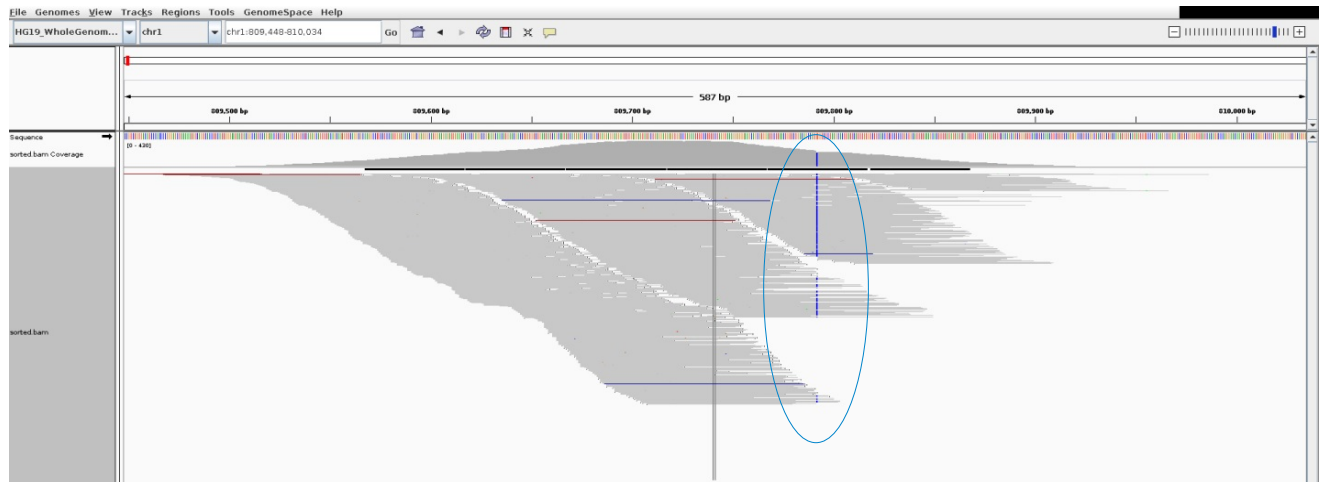 File Genomes View Tracks Regions Tools GenomeSpace Help
HG19_WholeGenom... chr1 chr1:809,448-810,034 Go
587 bp
809,500 bp 809,600 bp 809,700 bp 809,800 bp 809,900 bp 810,000 bp
Sequence
[0 - 438]
sorted.bam Coverage
sorted.bam